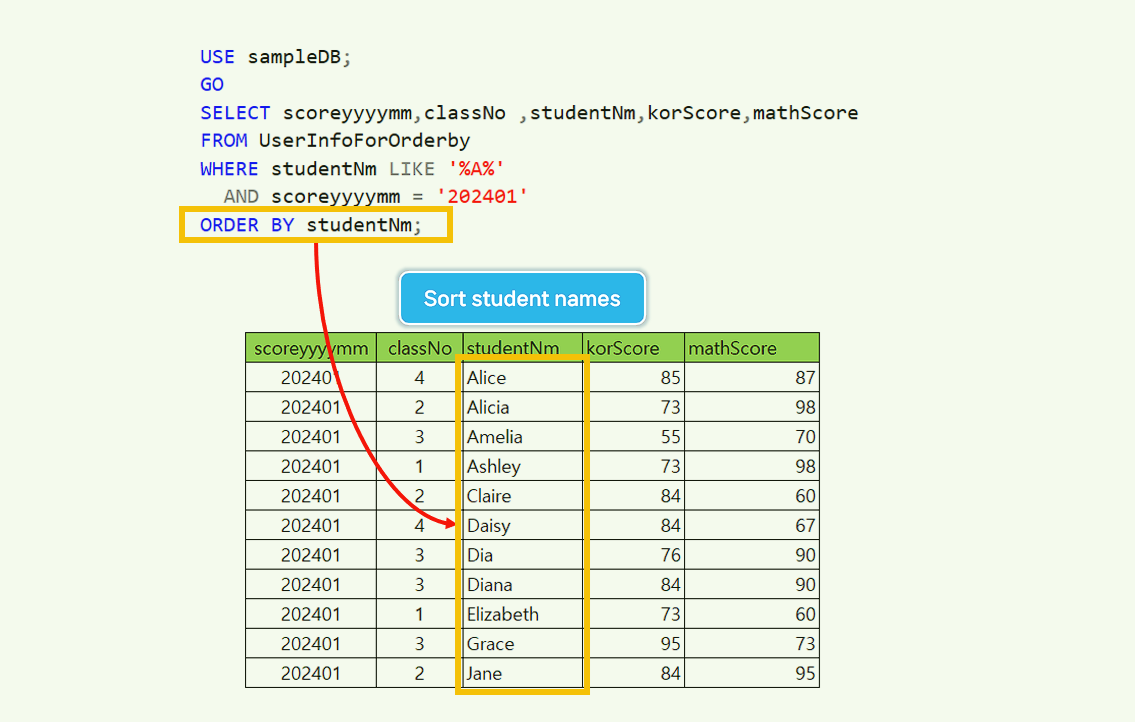 USE sampleDB;
GO
SELECT scoreyyyymm,classNo ,studentNm,korScore,mathScore
FROM UserInfoForOrderby
WHERE studentNm LIKE '%A%'
AND scoreyyyymm = '202401'
ORDER BY studentNm;
Sort student names
scoreyyyymm classNo studentNm korScore mathScore
202401 4 Alice 85 87
202401 2 Alicia 73 98
202401 3 Amelia 55 70
202401 1 Ashley 73 98
202401 2 Claire 84 60
202401 4 Daisy 84 67
202401 3 Dia 76 90
202401 3 Diana 84 90
202401 1 Elizabeth 73 60
202401 3 Grace 95 73
202401 2 Jane 84 95